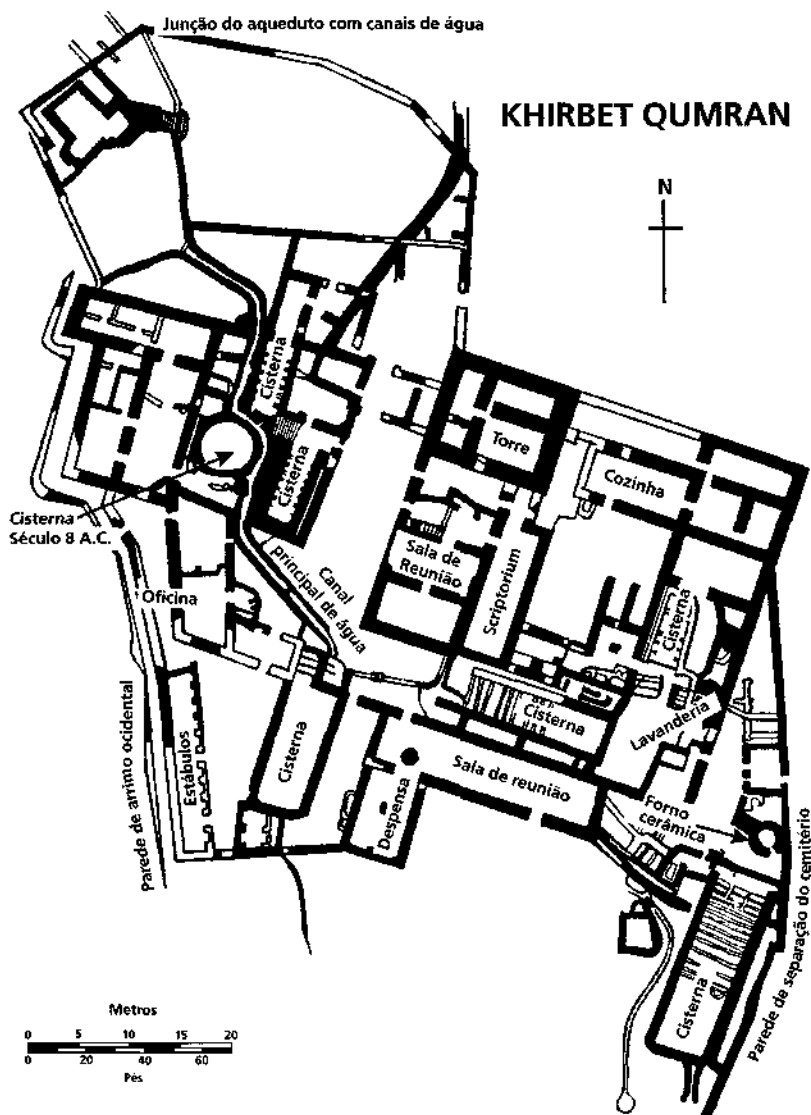 Junção do aqueduto com canais de água
KHIRBET QUMRAN
N
Cisterna
Cisterna
Torre
Cozinha
Cisterna
Século 8 A.C.
Sala de
Reunião
Scriptorium
Canal
principal de água
Oficina
Cisterna
Lavanderia
Cisterna
Parede de arrimo ocidental
Estábulos
Cisterna
Despensa
Sala de reunião
Forno
cerâmica
Cisterna
Parede de separação do cemitério
Metros
0 5 10 15 20
0 20 40 60
Pés